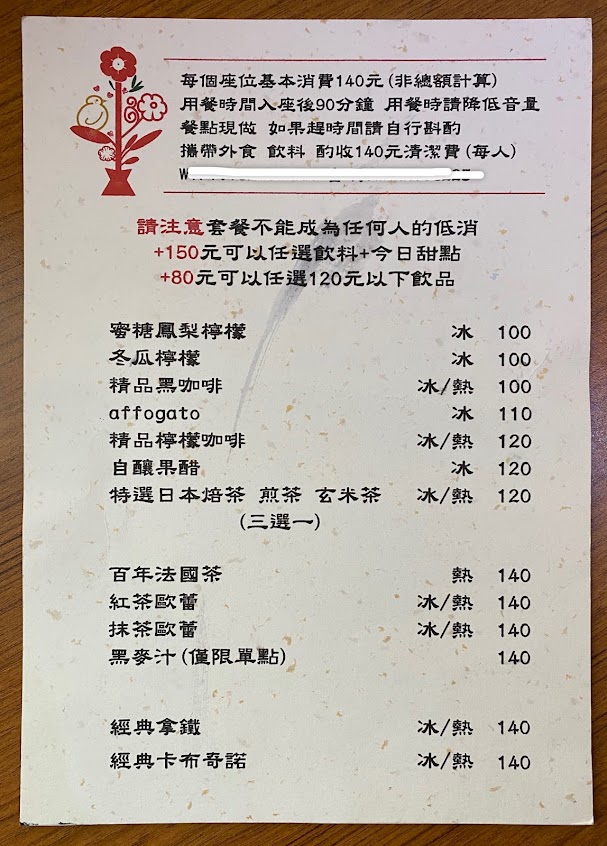 每個座位基本消費140元(非總額計算)
用餐時間入座後90分鐘 用餐時請降低音量
餐點現做 如果趕時間請自行斟酌
攜帶外食 飲料 酌收140元清潔費(每人)
請注意套餐不能成為任何人的低消
+150元可以任選飲料+今日甜點
+80元可以任選120元以下飲品
蜜糖鳳梨檸檬 冰 100
冬瓜檸檬 冰 100
精品黑咖啡 冰/熱 100
affogato 冰 110
精品檸檬咖啡 冰/熱 120
自釀果醋 冰 120
特選日本焙茶 煎茶 玄米茶 冰/熱 120
(三選一)
百年法國茶 熱 140
紅茶歐蕾 冰/熱 140
抹茶歐蕾 冰/熱 140
黑麥汁(僅限單點) 140
經典拿鐵 冰/熱 140
經典卡布奇諾 冰/熱 140